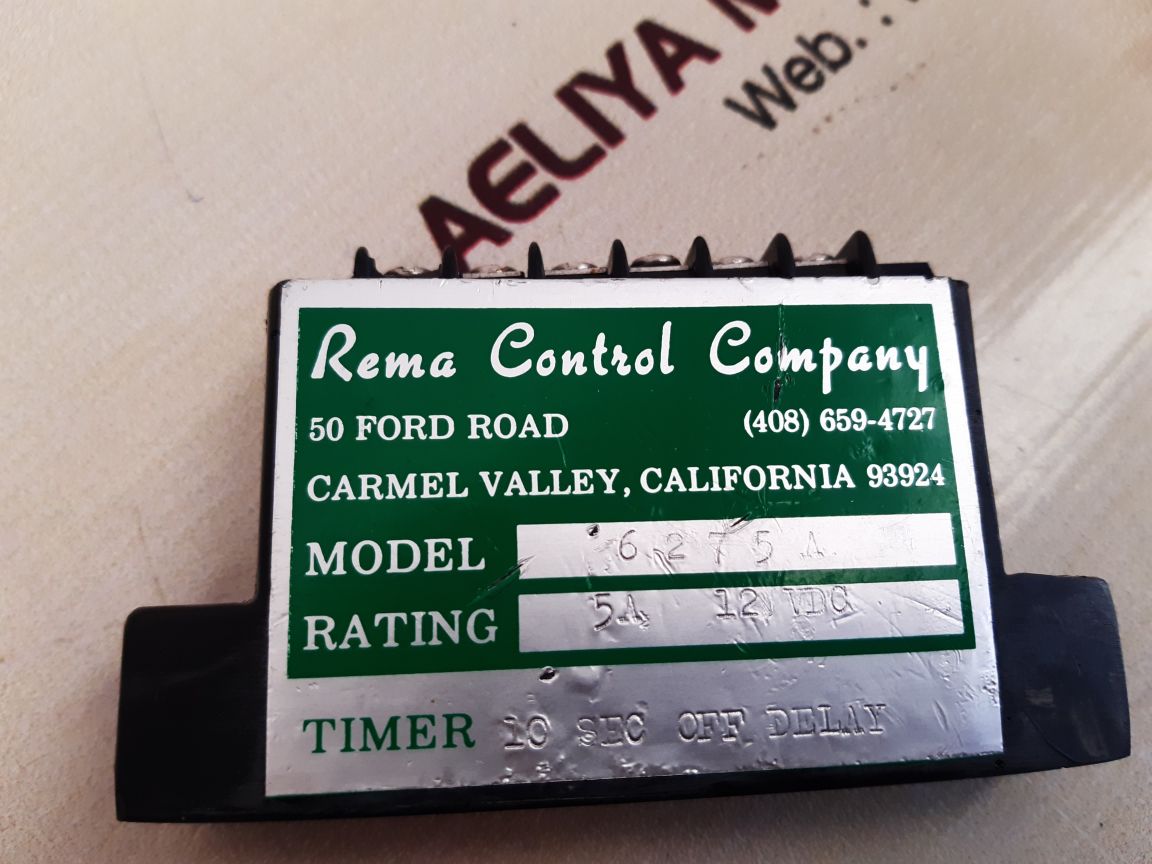 AELIYA M
Web. :
Rema Control Company
50 FORD ROAD (408) 659-4727
CARMEL VALLEY, CALIFORNIA 93924
MODEL 6275A
RATING 5A 12 VDC
TIMER 10 SEC OFF DELAY